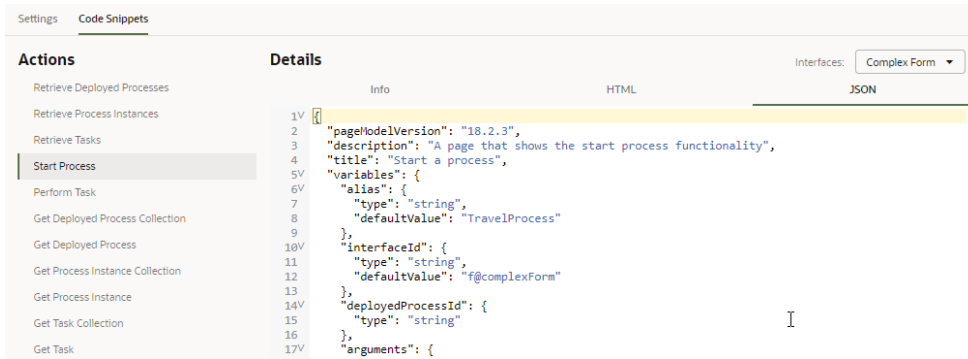 Settings Code Snippets
Actions
Retrieve Deployed Processes
Retrieve Process Instances
Retrieve Tasks
Start Process
Perform Task
Get Deployed Process Collection
Get Deployed Process
Get Process Instance Collection
Get Process Instance
Get Task Collection
Get Task
Details
Interfaces: Complex Form
Info HTML JSON
1 {
2 "pageModelVersion": "18.2.3",
3 "description": "A page that shows the start process functionality",
4 "title": "Start a process",
5 "variables": {
6 "alias": {
7 "type": "string",
8 "defaultValue": "TravelProcess"
9 },
10 "interfaceId": {
11 "type": "string",
12 "defaultValue": "f@complexForm"
13 },
14 "deployedProcessId": {
15 "type": "string"
16 },
17 "arguments": {